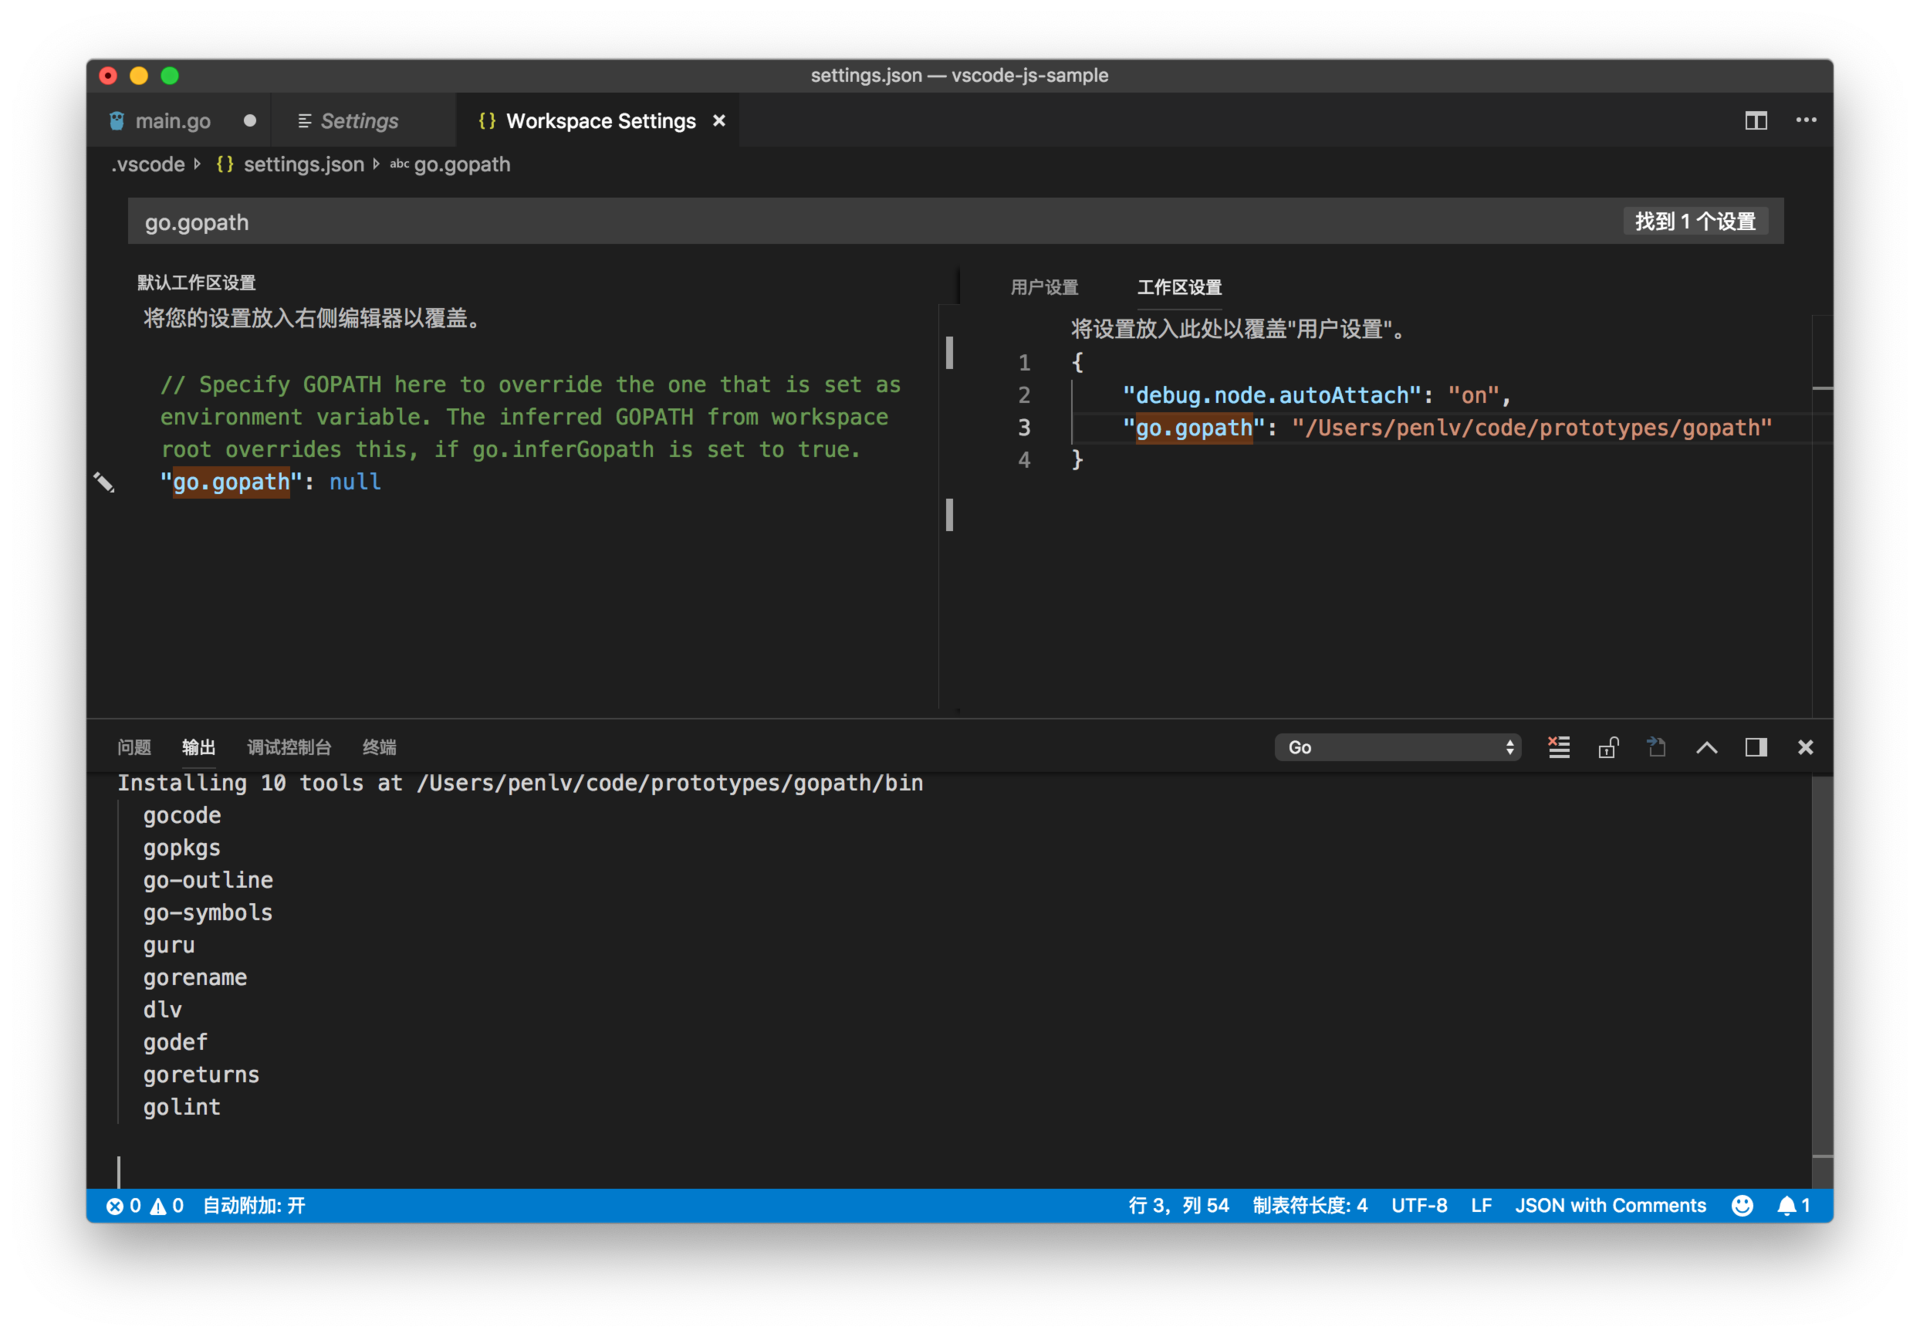 settings.json — vscode-js-sample
main.go
Settings
{} Workspace Settings
.vscode {} settings.json abc go.gopath
go.gopath
找到 1 个设置
默认工作区设置
将您的设置放入右侧编辑器以覆盖。
// Specify GOPATH here to override the one that is set as
environment variable. The inferred GOPATH from workspace
root overrides this, if go.inferGopath is set to true.
"go.gopath": null
用户设置
工作区设置
将设置放入此处以覆盖"用户设置"。
1 {
2 "debug.node.autoAttach": "on",
3 "go.gopath": "/Users/penlv/code/prototypes/gopath"
4 }
问题 输出 调试控制台 终端
Go
Installing 10 tools at /Users/penlv/code/prototypes/gopath/bin
gocode
gopkgs
go-outline
go-symbols
guru
gorename
dlv
godef
goreturns
golint
0 0 自动附加: 开
行 3，列 54 制表符长度: 4 UTF-8 LF JSON with Comments 1